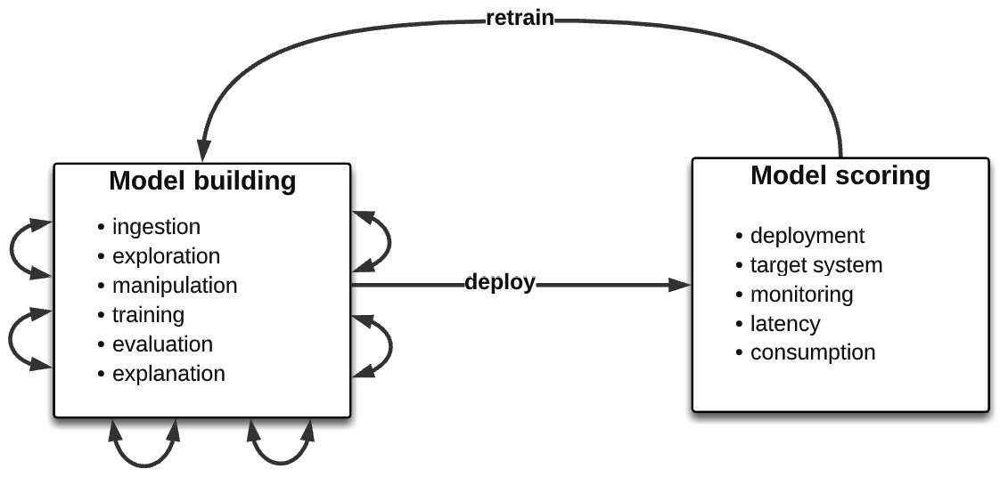 retrain
Model building
• ingestion
• exploration
• manipulation
• training
• evaluation
• explanation
deploy
Model scoring
• deployment
• target system
• monitoring
• latency
• consumption